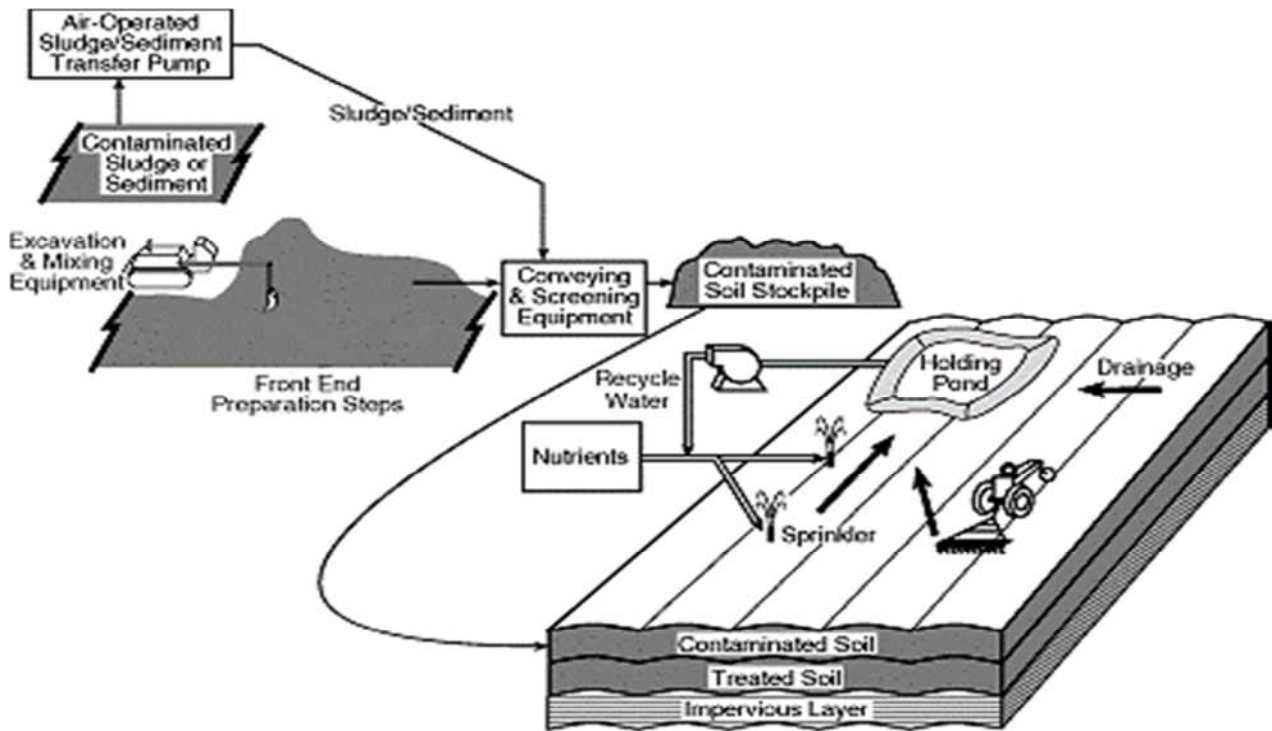 Air-Operated
Sludge/Sediment
Transfer Pump
Sludge/Sediment
Contaminated
Sludge or
Sediment
Excavation
& Mixing
Equipment
Conveying
& Screening
Equipment
Contaminated
Soil Stockpile
Front End
Preparation Steps
Recycle
Water
Holding
Pond
Drainage
Nutrients
Sprinkler
Contaminated Soil
Treated Soil
Impervious Layer